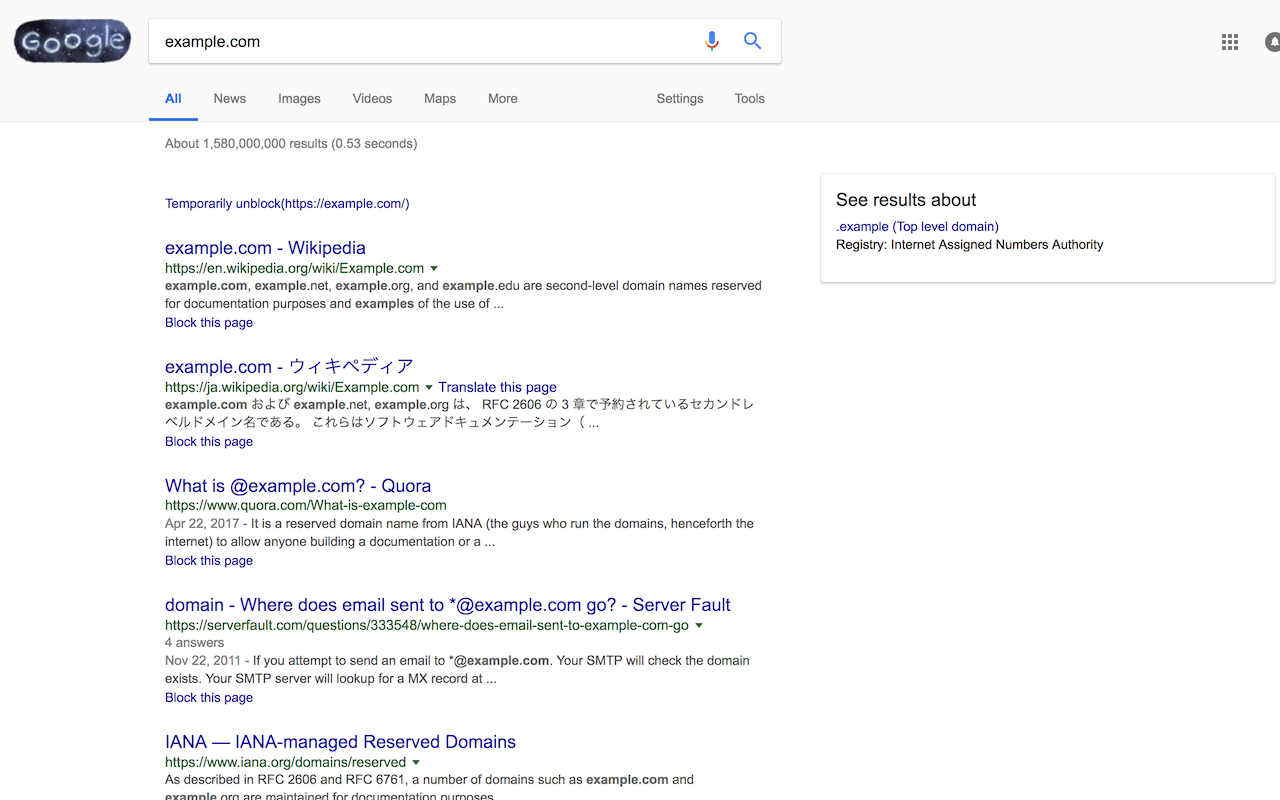 Google
example.com
All News Images Videos Maps More Settings Tools
About 1,580,000,000 results (0.53 seconds)
Temporarily unblock(https://example.com/)
example.com - Wikipedia
https://en.wikipedia.org/wiki/Example.com
example.com, example.net, example.org, and example.edu are second-level domain names reserved
for documentation purposes and examples of the use of ...
Block this page
example.com - ウィキペディア
https://ja.wikipedia.org/wiki/Example.com Translate this page
example.com および example.net, example.org は、 RFC 2606 の 3 章で予約されているセカンドレ
ベルドメイン名である。 これらはソフトウェアドキュメンテーション（ ...
Block this page
What is @example.com? - Quora
https://www.quora.com/What-is-example-com
Apr 22, 2017 - It is a reserved domain name from IANA (the guys who run the domains, henceforth the
internet) to allow anyone building a documentation or a ...
Block this page
domain - Where does email sent to *@example.com go? - Server Fault
https://serverfault.com/questions/333548/where-does-email-sent-to-example-com-go
4 answers
Nov 22, 2011 - If you attempt to send an email to *@example.com. Your SMTP will check the domain
exists. Your SMTP server will lookup for a MX record at ...
Block this page
IANA — IANA-managed Reserved Domains
https://www.iana.org/domains/reserved
As described in RFC 2606 and RFC 6761, a number of domains such as example.com and
example.org are maintained for documentation purposes
See results about
.example (Top level domain)
Registry: Internet Assigned Numbers Authority